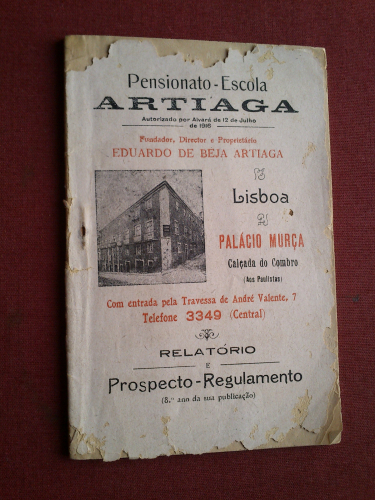 Pensionato-Escola
ARTIAGA
Autorizado por Alvará de 12 de Julho
de 1916
Fundador, Director e Proprietário
EDUARDO DE BEJA ARTIAGA
Lisboa
PALÁCIO MURÇA
Calçada do Combro
(Aos Paulistas)
Com entrada pela Travessa de André Valente, 7
Telefone 3349 (Central)
RELATÓRIO
E
Prospecto-Regulamento
(5.º ano da sua publicação)